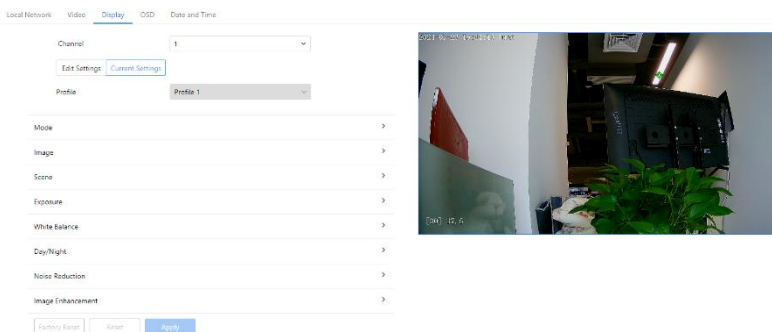 Local Network Video Display OSD Date and Time
Channel 1
Edit Settings Current Settings
Profile Profile 1
Mode
Image
Scene
Exposure
White Balance
Day/Night
Noise Reduction
Image Enhancement
Factory Reset Reset Apply